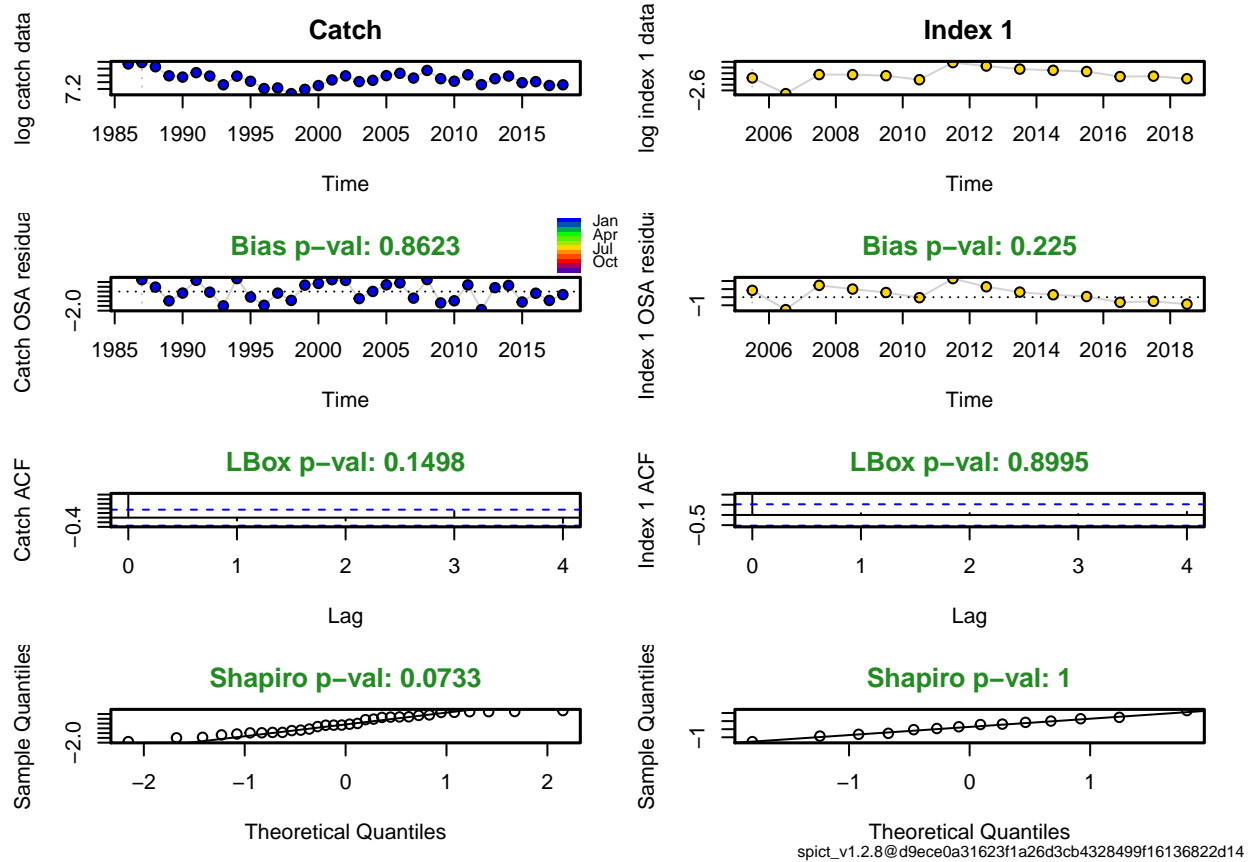 Catch
log catch data
7.2
1985 1990 1995 2000 2005 2010 2015
Time
Index 1
log index 1 data
−2.6
2006 2008 2010 2012 2014 2016 2018
Time
Bias p−val: 0.8623
Jan
Apr
Jul
Oct
Catch OSA residua
−2.0
1985 1990 1995 2000 2005 2010 2015
Time
Bias p−val: 0.225
Index 1 OSA residua
−1
2006 2008 2010 2012 2014 2016 2018
Time
LBox p−val: 0.1498
Catch ACF
−0.4
0 1 2 3 4
Lag
LBox p−val: 0.8995
Index 1 ACF
−0.5
0 1 2 3 4
Lag
Shapiro p−val: 0.0733
Sample Quantiles
−2.0
−2 −1 0 1 2
Theoretical Quantiles
Shapiro p−val: 1
Sample Quantiles
−1
−1 0 1
Theoretical Quantiles
spict_v1.2.8@d9ece0a31623f1a26d3cb4328499f16136822d14